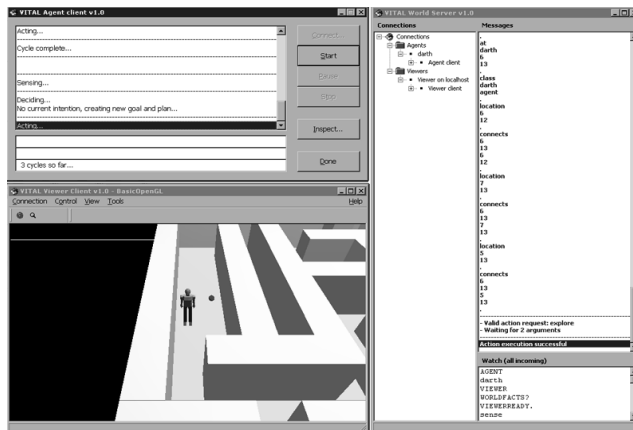 VITAL Agent client v1.0
Acting...
Cycle complete...
Sensing...
Deciding...
No current intention, creating new goal and plan...
Acting...
3 cycles so far...
Connect...
Start
Pause
Stop
Inspect...
Done
VITAL Viewer Client v1.0 - BasicOpenGL
Connection Control View Tools Help
VITAL World Server v1.0
Connections
Connections
Agents
darth
Agent client
Viewers
Viewer on localhost
Viewer client
Messages
.
at
darth
6
13
.
class
darth
agent
.
location
6
12
.
connects
6
13
6
12
.
location
7
13
.
connects
6
13
7
13
.
location
5
13
.
connects
6
13
5
13
.
- Valid action request: explore
- Waiting for 2 arguments
Action execution successful
Watch (all incoming)
AGENT
darth
VIEWER
WORLDFACTS?
VIEWERREADY.
sense